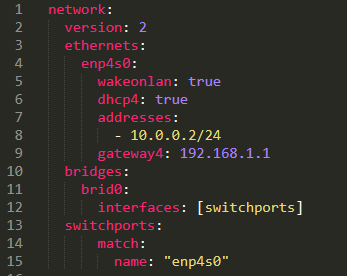 1 network:
2   version: 2
3   ethernets:
4     enp4s0:
5       wakeonlan: true
6       dhcp4: true
7       addresses:
8         - 10.0.0.2/24
9       gateway4: 192.168.1.1
10   bridges:
11     brid0:
12       interfaces: [switchports]
13   switchports:
14       match:
15         name: "enp4s0"
16